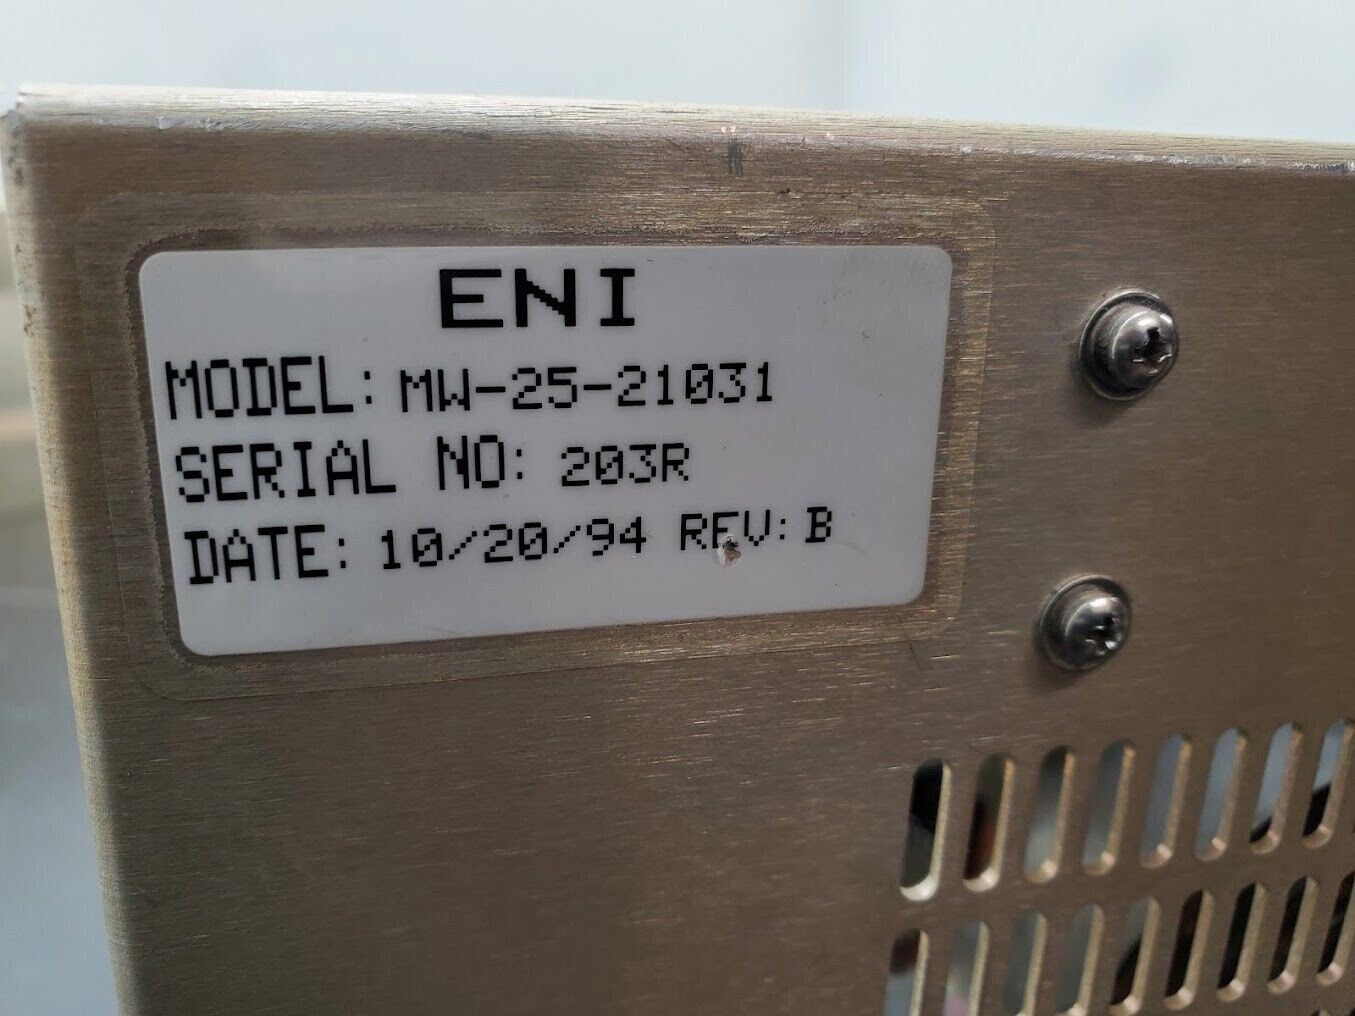 ENI
MODEL: MW-25-21031
SERIAL NO: 203R
DATE: 10/20/94 REV: B